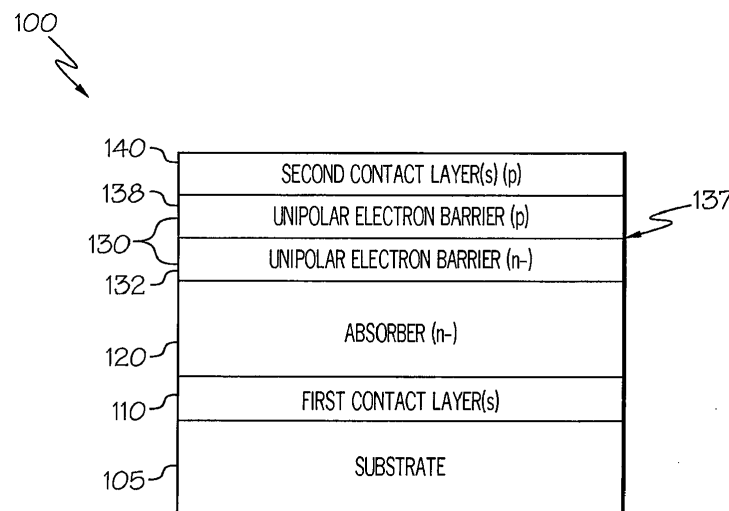 100
140
SECOND CONTACT LAYER(S) (p)
138
UNIPOLAR ELECTRON BARRIER (p)
137
130
UNIPOLAR ELECTRON BARRIER (n-)
132
ABSORBER (n-)
120
FIRST CONTACT LAYER(S)
110
SUBSTRATE
105